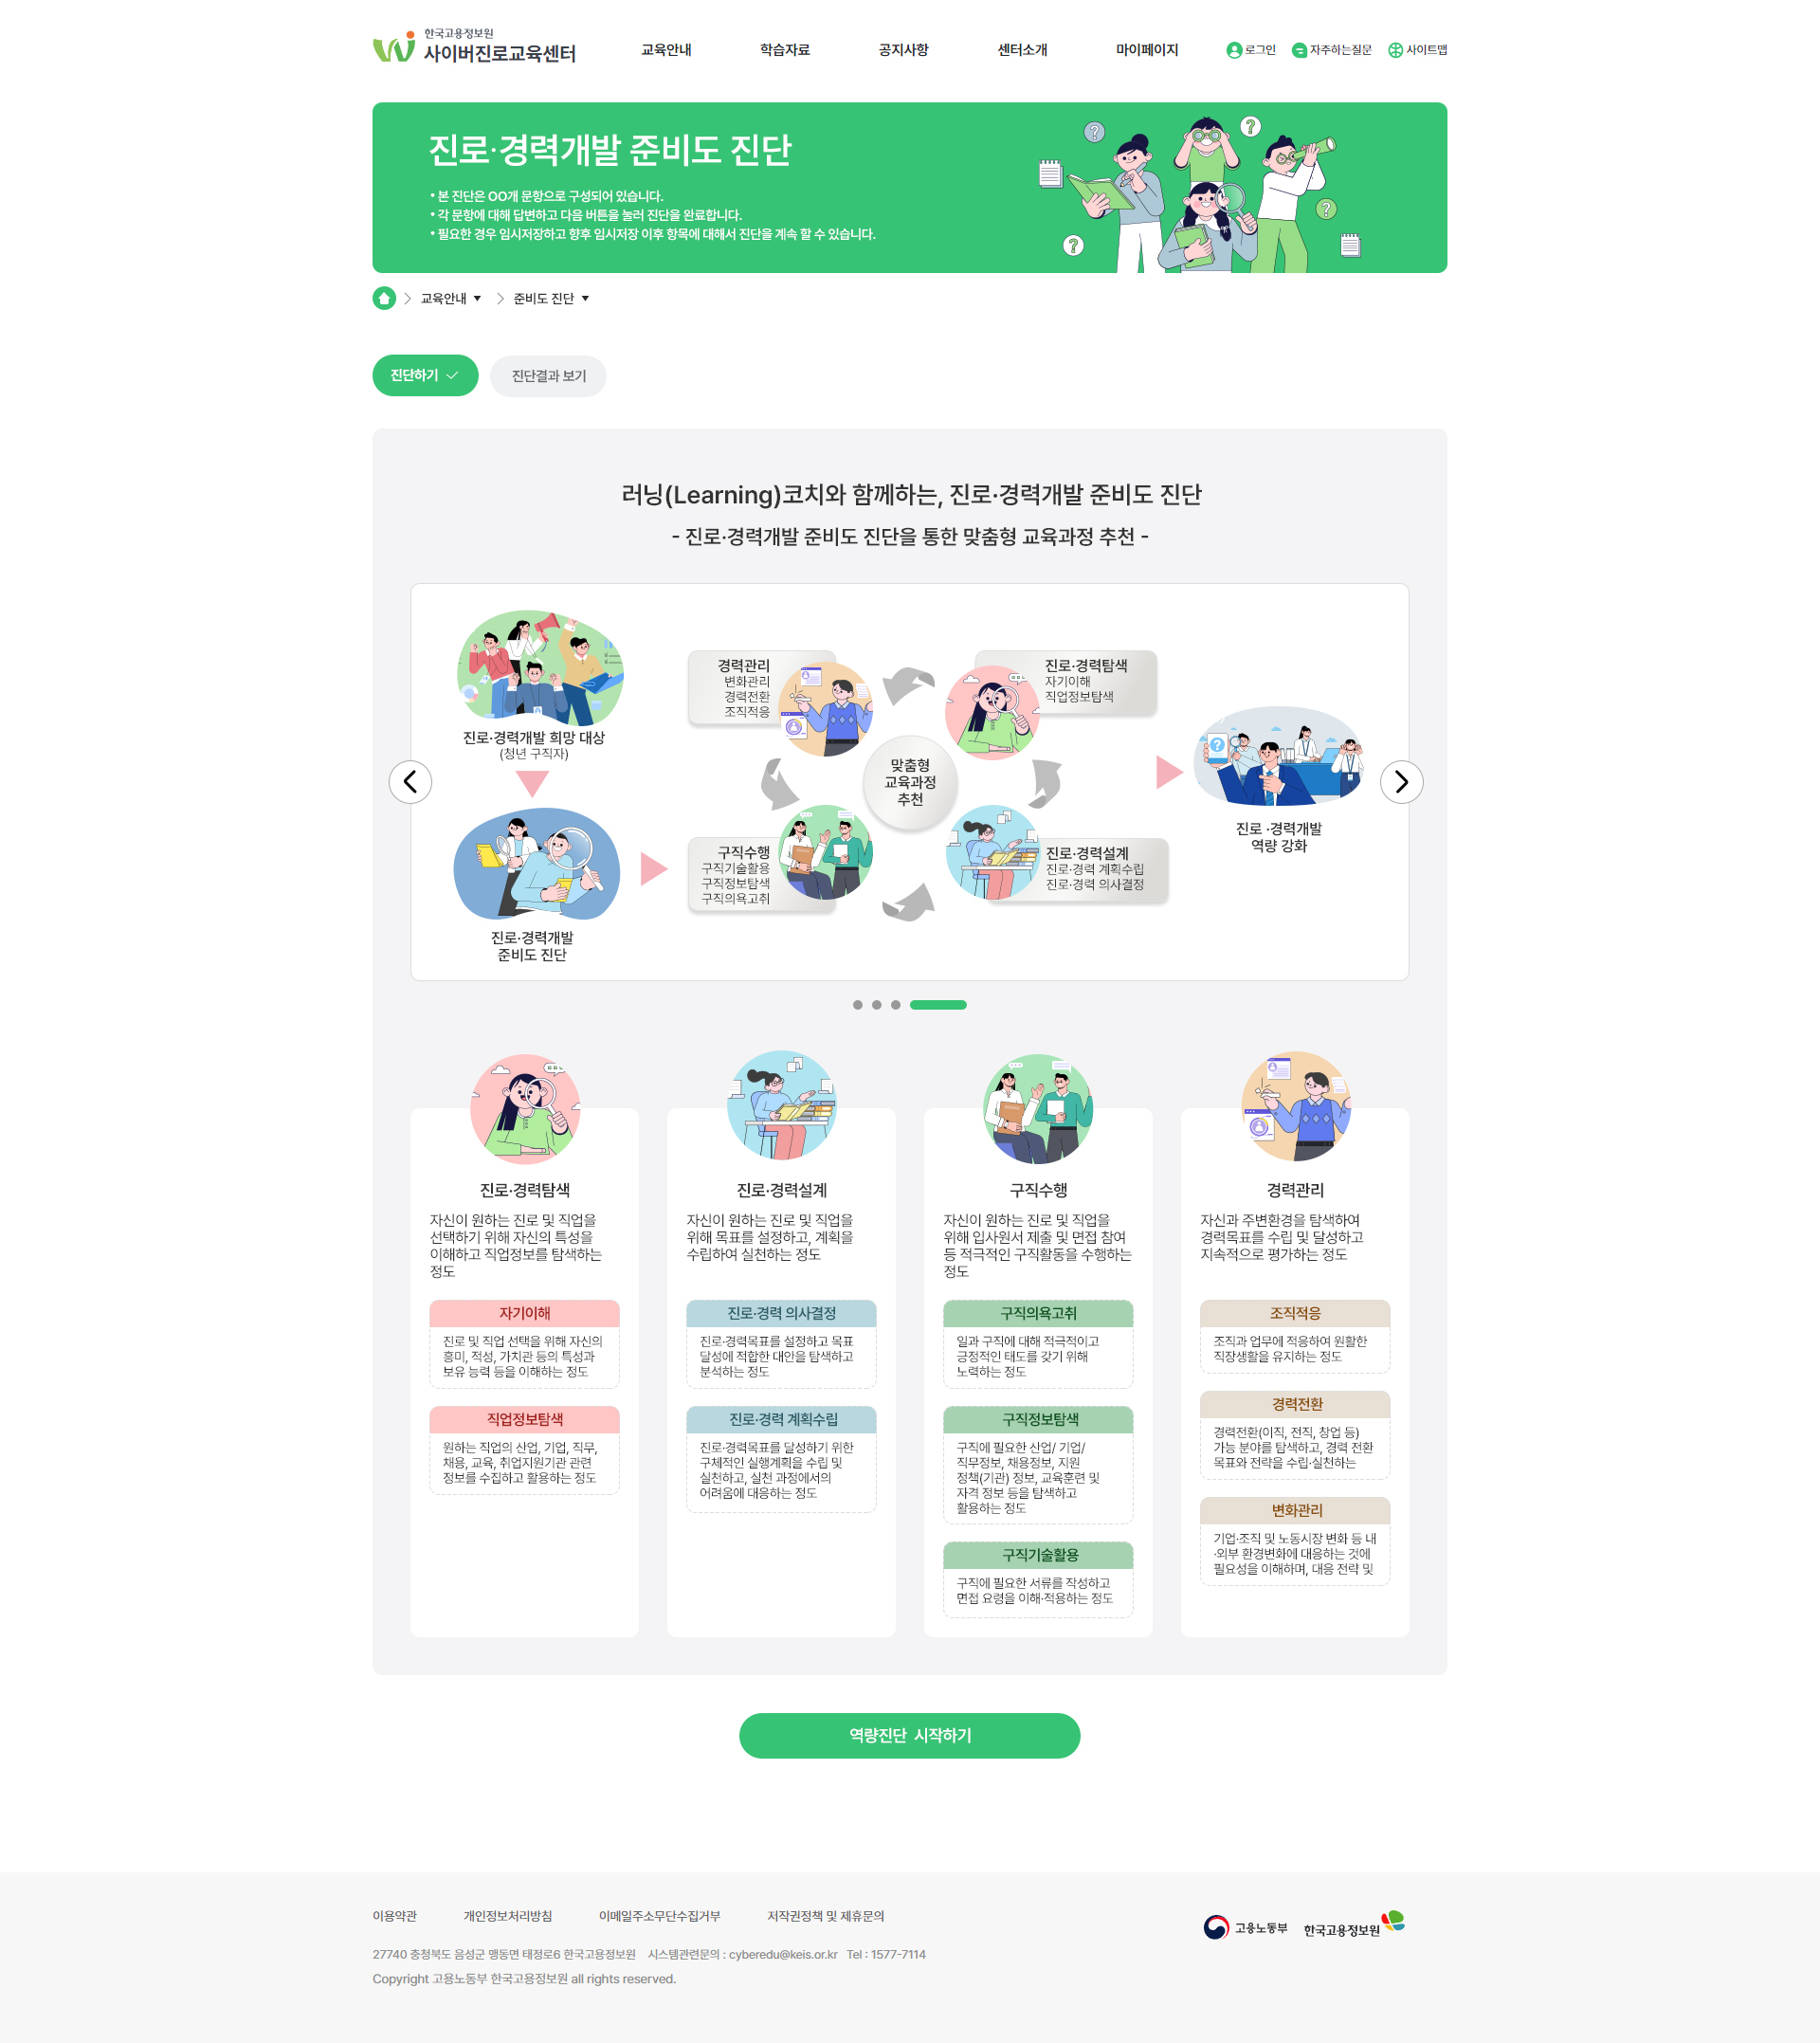 한국고용정보원
사이버진로교육센터
교육안내
학습자료
공지사항
센터소개
마이페이지
로그인
자주하는질문
사이트맵
진로·경력개발 준비도 진단
• 본 진단은 OO개 문항으로 구성되어 있습니다.
• 각 문항에 대해 답변하고 다음 버튼을 눌러 진단을 완료합니다.
• 필요한 경우 임시저장하고 향후 임시저장 이후 항목에 대해서 진단을 계속 할 수 있습니다.
교육안내
준비도 진단
진단하기
진단결과 보기
러닝(Learning)코치와 함께하는, 진로·경력개발 준비도 진단
- 진로·경력개발 준비도 진단을 통한 맞춤형 교육과정 추천 -
진로·경력개발 희망 대상
(청년 구직자)
진로·경력개발
준비도 진단
경력관리
변화관리
경력전환
조직적응
진로·경력탐색
자기이해
직업정보탐색
맞춤형
교육과정
추천
구직수행
구직기술활용
구직정보탐색
구직의욕고취
진로·경력설계
진로·경력 계획수립
진로·경력 의사결정
진로 ·경력개발
역량 강화
진로·경력탐색
자신이 원하는 진로 및 직업을
선택하기 위해 자신의 특성을
이해하고 직업정보를 탐색하는
정도
자기이해
진로 및 직업 선택을 위해 자신의
흥미, 적성, 가치관 등의 특성과
보유 능력 등을 이해하는 정도
직업정보탐색
원하는 직업의 산업, 기업, 직무,
채용, 교육, 취업지원기관 관련
정보를 수집하고 활용하는 정도
진로·경력설계
자신이 원하는 진로 및 직업을
위해 목표를 설정하고, 계획을
수립하여 실천하는 정도
진로·경력 의사결정
진로·경력목표를 설정하고 목표
달성에 적합한 대안을 탐색하고
분석하는 정도
진로·경력 계획수립
진로·경력목표를 달성하기 위한
구체적인 실행계획을 수립 및
실천하고, 실천 과정에서의
어려움에 대응하는 정도
구직수행
자신이 원하는 진로 및 직업을
위해 입사원서 제출 및 면접 참여
등 적극적인 구직활동을 수행하는
정도
구직의욕고취
일과 구직에 대해 적극적이고
긍정적인 태도를 갖기 위해
노력하는 정도
구직정보탐색
구직에 필요한 산업/ 기업/
직무정보, 채용정보, 지원
정책(기관) 정보, 교육훈련 및
자격 정보 등을 탐색하고
활용하는 정도
구직기술활용
구직에 필요한 서류를 작성하고
면접 요령을 이해·적용하는 정도
경력관리
자신과 주변환경을 탐색하여
경력목표를 수립 및 달성하고
지속적으로 평가하는 정도
조직적응
조직과 업무에 적응하여 원활한
직장생활을 유지하는 정도
경력전환
경력전환(이직, 전직, 창업 등)
가능 분야를 탐색하고, 경력 전환
목표와 전략을 수립·실천하는
변화관리
기업·조직 및 노동시장 변화 등 내
·외부 환경변화에 대응하는 것에
필요성을 이해하며, 대응 전략 및
역량진단 시작하기
이용약관
개인정보처리방침
이메일주소무단수집거부
저작권정책 및 제휴문의
27740 충청북도 음성군 맹동면 태정로6 한국고용정보원 시스템관련문의 : cyberedu@keis.or.kr Tel : 1577-7114
Copyright 고용노동부 한국고용정보원 all rights reserved.
고용노동부
한국고용정보원